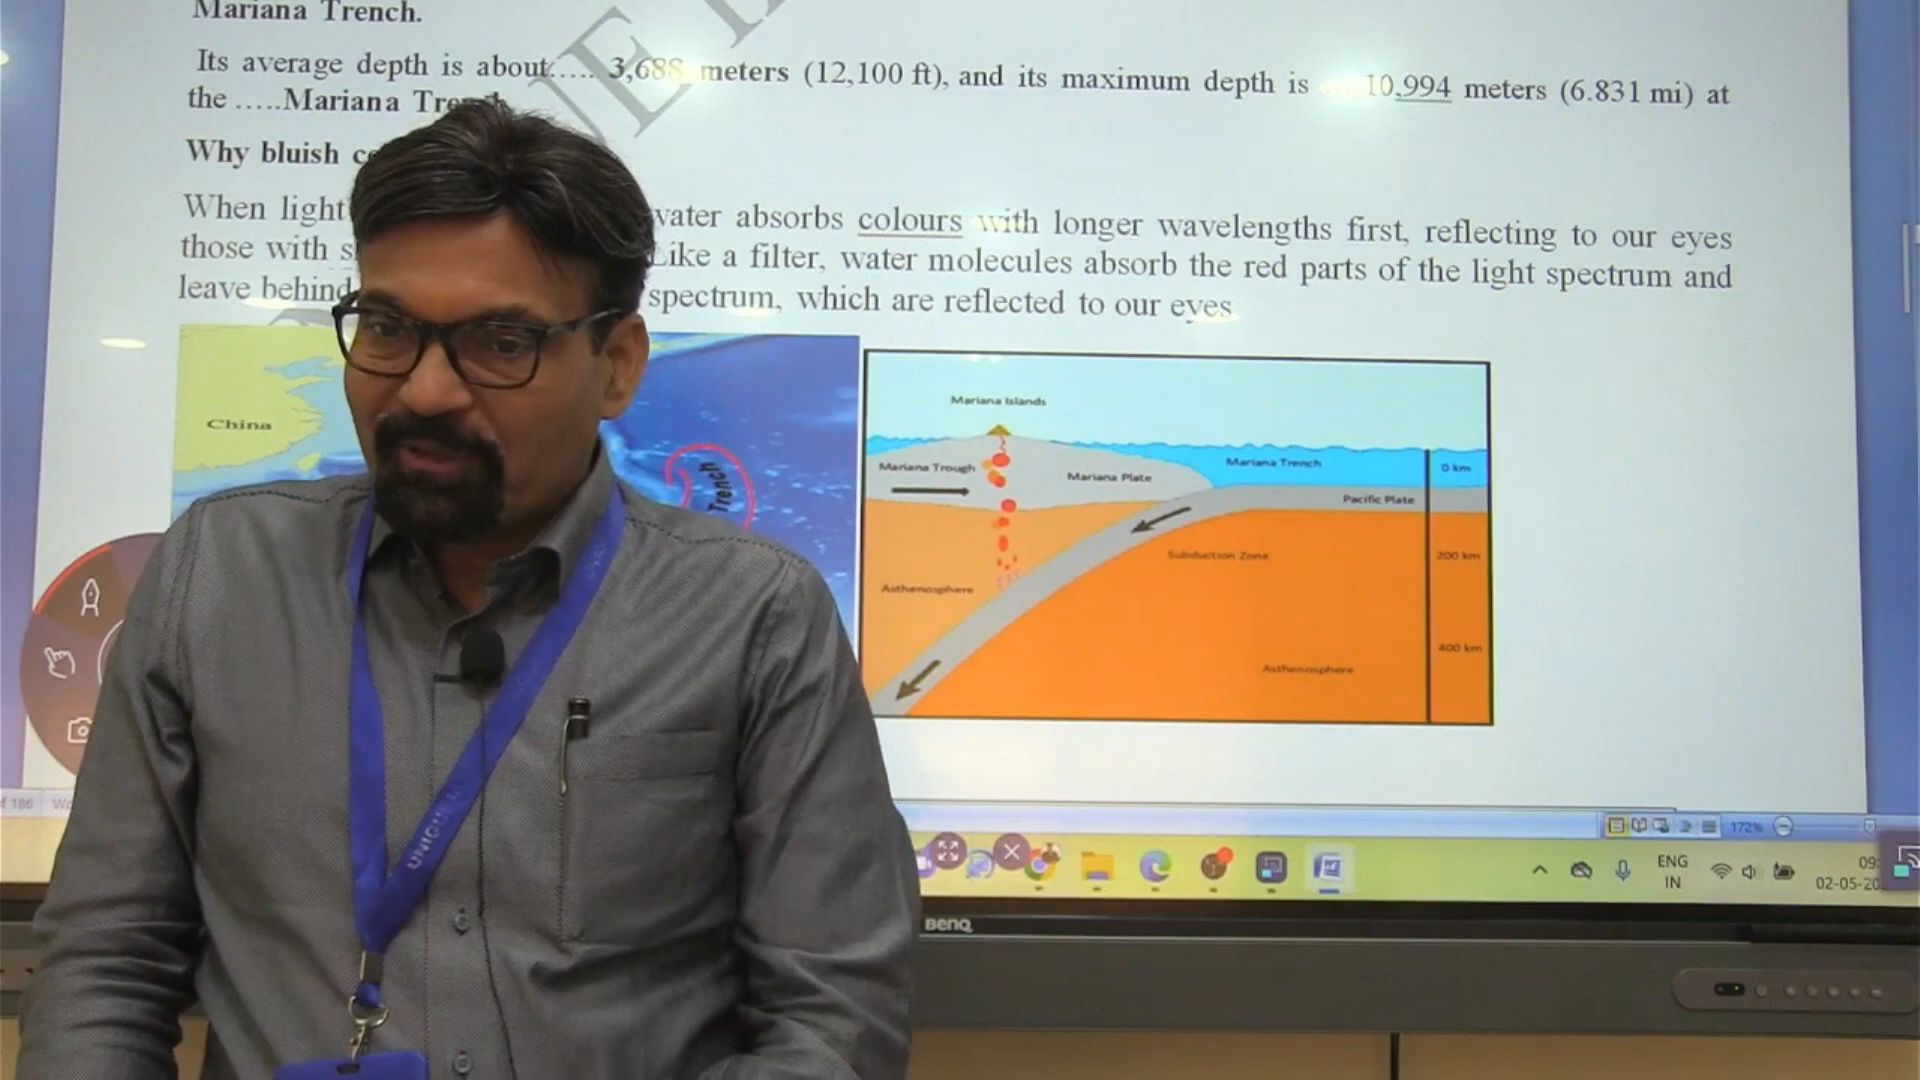 Mariana Trench.
Its average depth is about..... 3,688 meters (12,100 ft), and its maximum depth is 10,994 meters (6.831 mi) at
the .....Mariana
Why bluish
When light water absorbs colours with longer wavelengths first, reflecting to our eyes
those with Like a filter, water molecules absorb the red parts of the light spectrum and
leave behind spectrum, which are reflected to our eyes
China
Trench
Mariana Islands
Mariana Trough
Mariana Plate
Mariana Trench
0 km
Pacific Plate
Subduction Zone
200 km
Asthenosphere
400 km
Asthenosphere
186
172%
ENG
IN
09:
02-05-20
BenQ